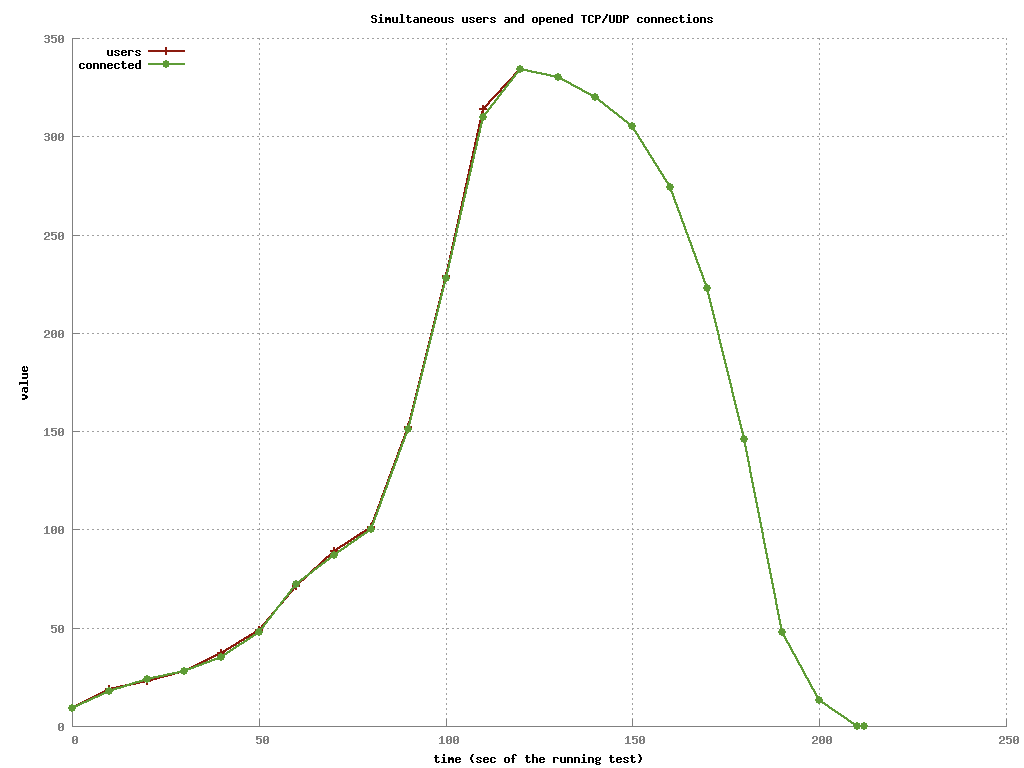 Simultaneous users and opened TCP/UDP connections
350
users
connected
300
250
200
value
150
100
50
0
0 50 100 150 200 250
time (sec of the running test)